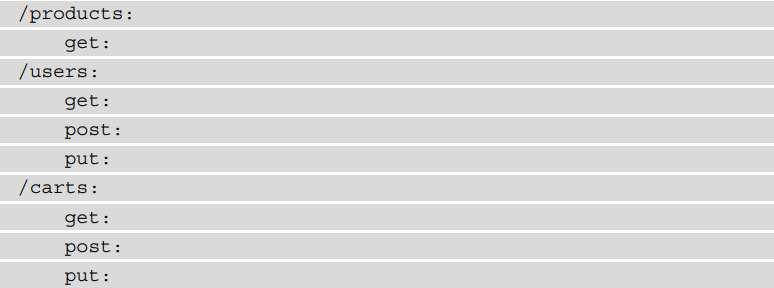 /products:
    get:
/users:
    get:
    post:
    put:
/carts:
    get:
    post:
    put: